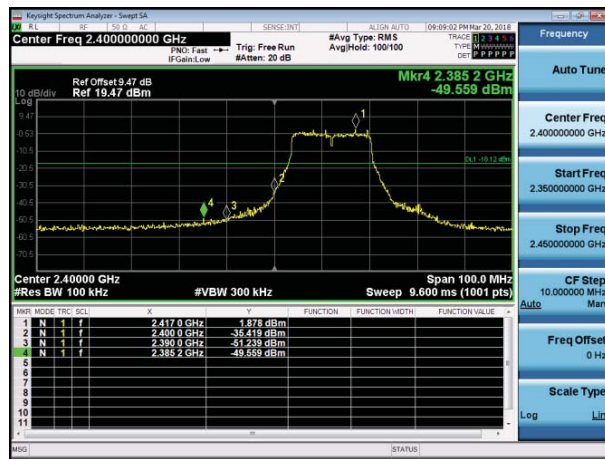 Keysight Spectrum Analyzer - Swept SA
RL RF 50 Ω AC SENSE:INT ALIGN AUTO 09:09:02 PM Mar 20, 2018
Center Freq 2.400000000 GHz
PNO: Fast Trig: Free Run #Avg Type: RMS TRACE 1 2 3 4 5 6
IFGain:Low #Atten: 20 dB Avg|Hold: 100/100 TYPE M W W W W W
DET P P P P P P
Ref Offset 9.47 dB Mkr4 2.385 2 GHz
10 dB/div Ref 19.47 dBm -49.559 dBm
Log
9.47
-0.53
-10.5
-20.5
-30.5
-40.5
-50.5
-60.5
-70.5
1
2
3
4
DL1 -18.12 dBm
Center 2.40000 GHz Span 100.0 MHz
#Res BW 100 kHz #VBW 300 kHz Sweep 9.600 ms (1001 pts)
MKR MODE TRC SCL X Y FUNCTION FUNCTION WIDTH FUNCTION VALUE
1 N 1 f 2.417 0 GHz 1.878 dBm
2 N 1 f 2.400 0 GHz -35.419 dBm
3 N 1 f 2.390 0 GHz -51.239 dBm
4 N 1 f 2.385 2 GHz -49.559 dBm
5
6
7
8
9
10
11
MSG STATUS
Frequency
Auto Tune
Center Freq
2.400000000 GHz
Start Freq
2.350000000 GHz
Stop Freq
2.450000000 GHz
CF Step
10.000000 MHz
Auto Man
Freq Offset
0 Hz
Scale Type
Log Lin